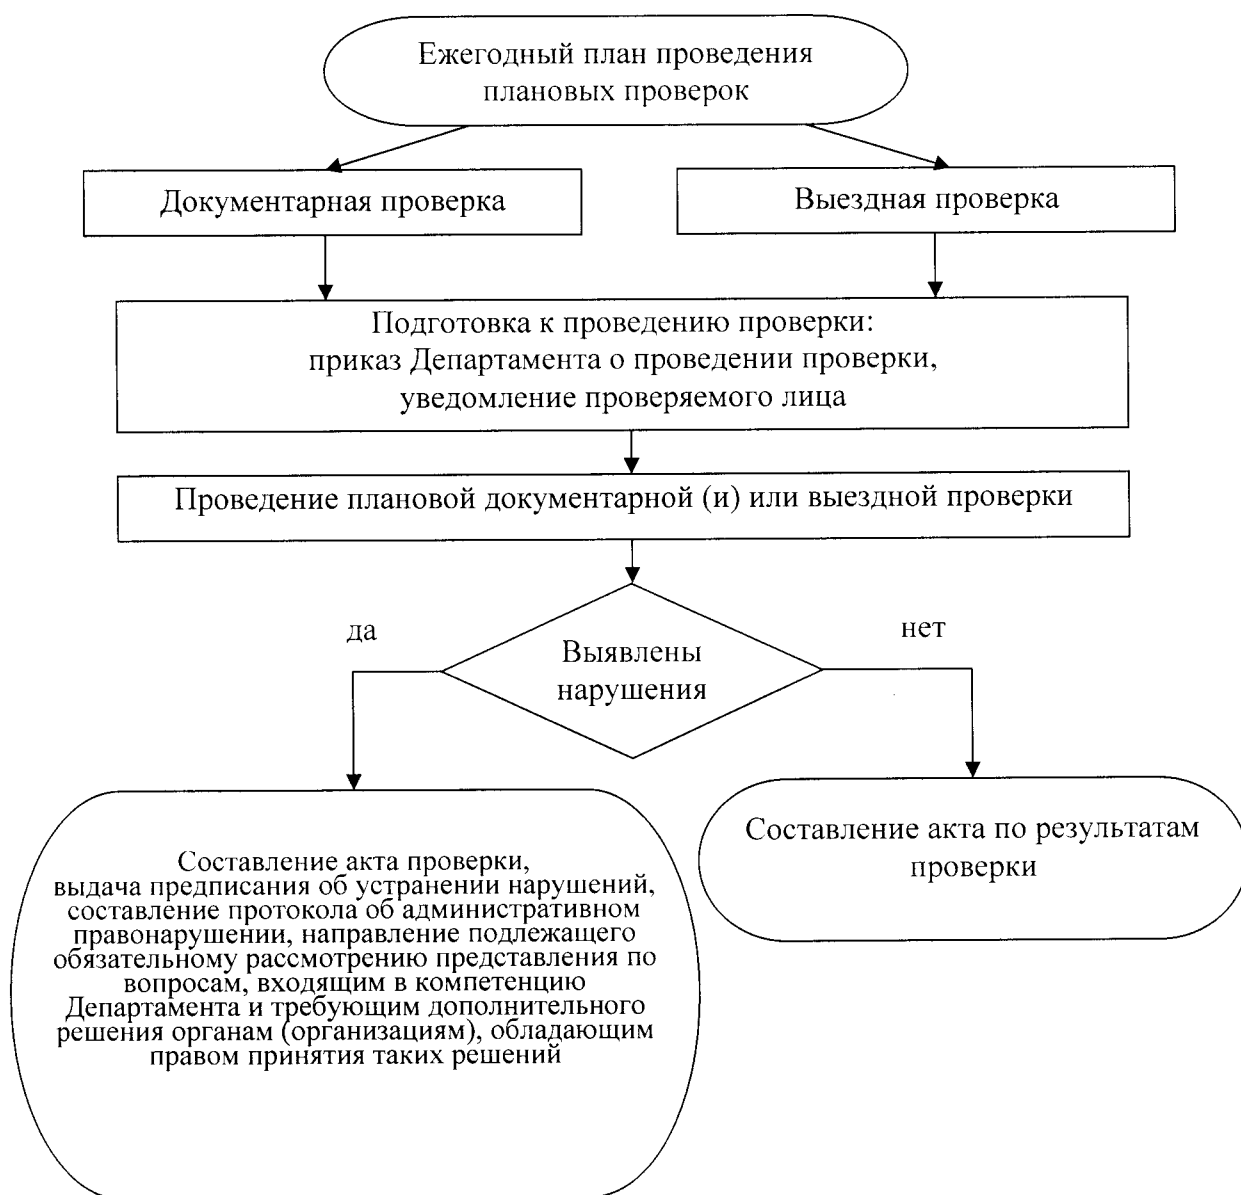 Ежегодный план проведения
плановых проверок
Документарная проверка
Выездная проверка
Подготовка к проведению проверки:
приказ Департамента о проведении проверки,
уведомление проверяемого лица
Проведение плановой документарной (и) или выездной проверки
да
нет
Выявлены
нарушения
Составление акта проверки,
выдача предписания об устранении нарушений,
составление протокола об административном
правонарушении, направление подлежащего
обязательному рассмотрению представления по
вопросам, входящим в компетенцию
Департамента и требующим дополнительного
решения органам (организациям), обладающим
правом принятия таких решений
Составление акта по результатам
проверки